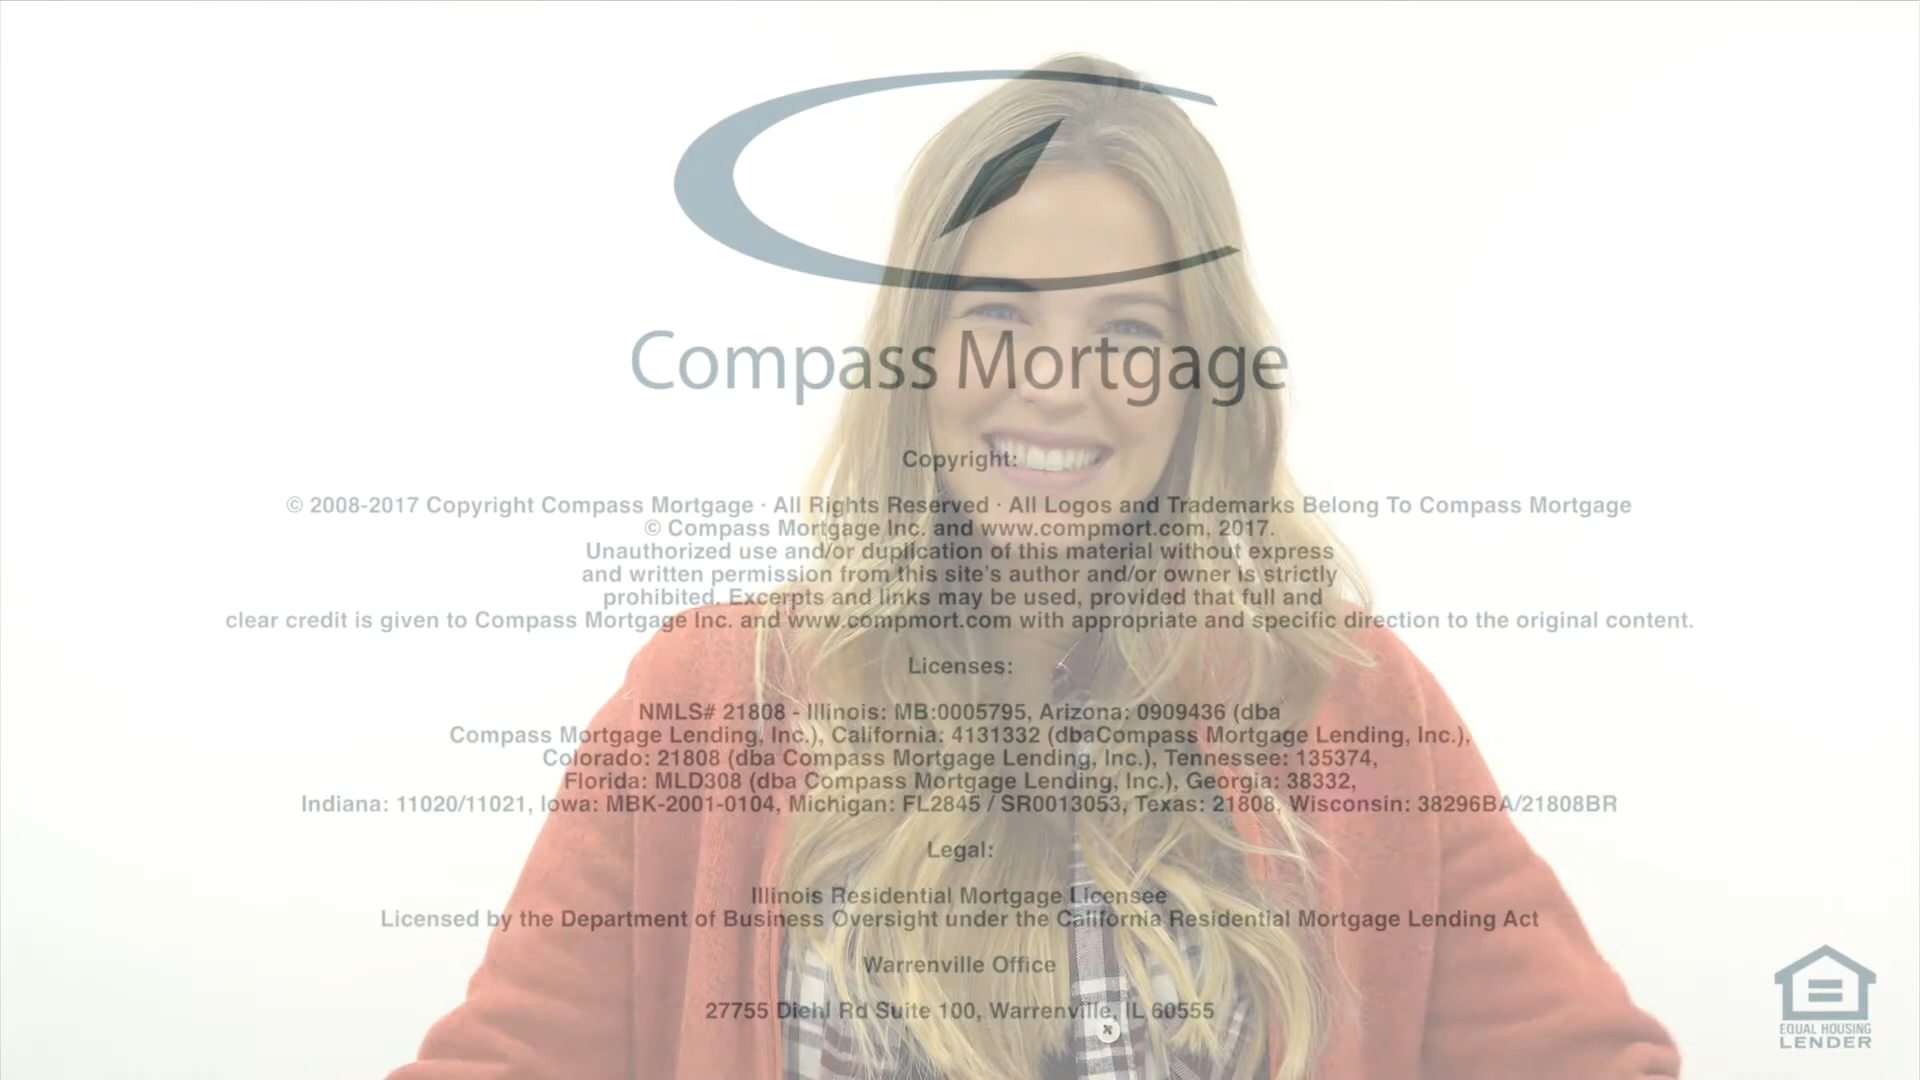 Compass Mortgage
Copyright:
© 2008-2017 Copyright Compass Mortgage · All Rights Reserved · All Logos and Trademarks Belong To Compass Mortgage
© Compass Mortgage Inc. and www.compmort.com, 2017.
Unauthorized use and/or duplication of this material without express
and written permission from this site's author and/or owner is strictly
prohibited. Excerpts and links may be used, provided that full and
clear credit is given to Compass Mortgage Inc. and www.compmort.com with appropriate and specific direction to the original content.
Licenses:
NMLS# 21808 - Illinois: MB:0005795, Arizona: 0909436 (dba
Compass Mortgage Lending, Inc.), California: 4131332 (dbaCompass Mortgage Lending, Inc.),
Colorado: 21808 (dba Compass Mortgage Lending, Inc.), Tennessee: 135374,
Florida: MLD308 (dba Compass Mortgage Lending, Inc.), Georgia: 38332,
Indiana: 11020/11021, Iowa: MBK-2001-0104, Michigan: FL2845 / SR0013053, Texas: 21808, Wisconsin: 38296BA/21808BR
Legal:
Illinois Residential Mortgage Licensee
Licensed by the Department of Business Oversight under the California Residential Mortgage Lending Act
Warrenville Office
27755 Diehl Rd Suite 100, Warrenville, IL 60555
EQUAL HOUSING
LENDER